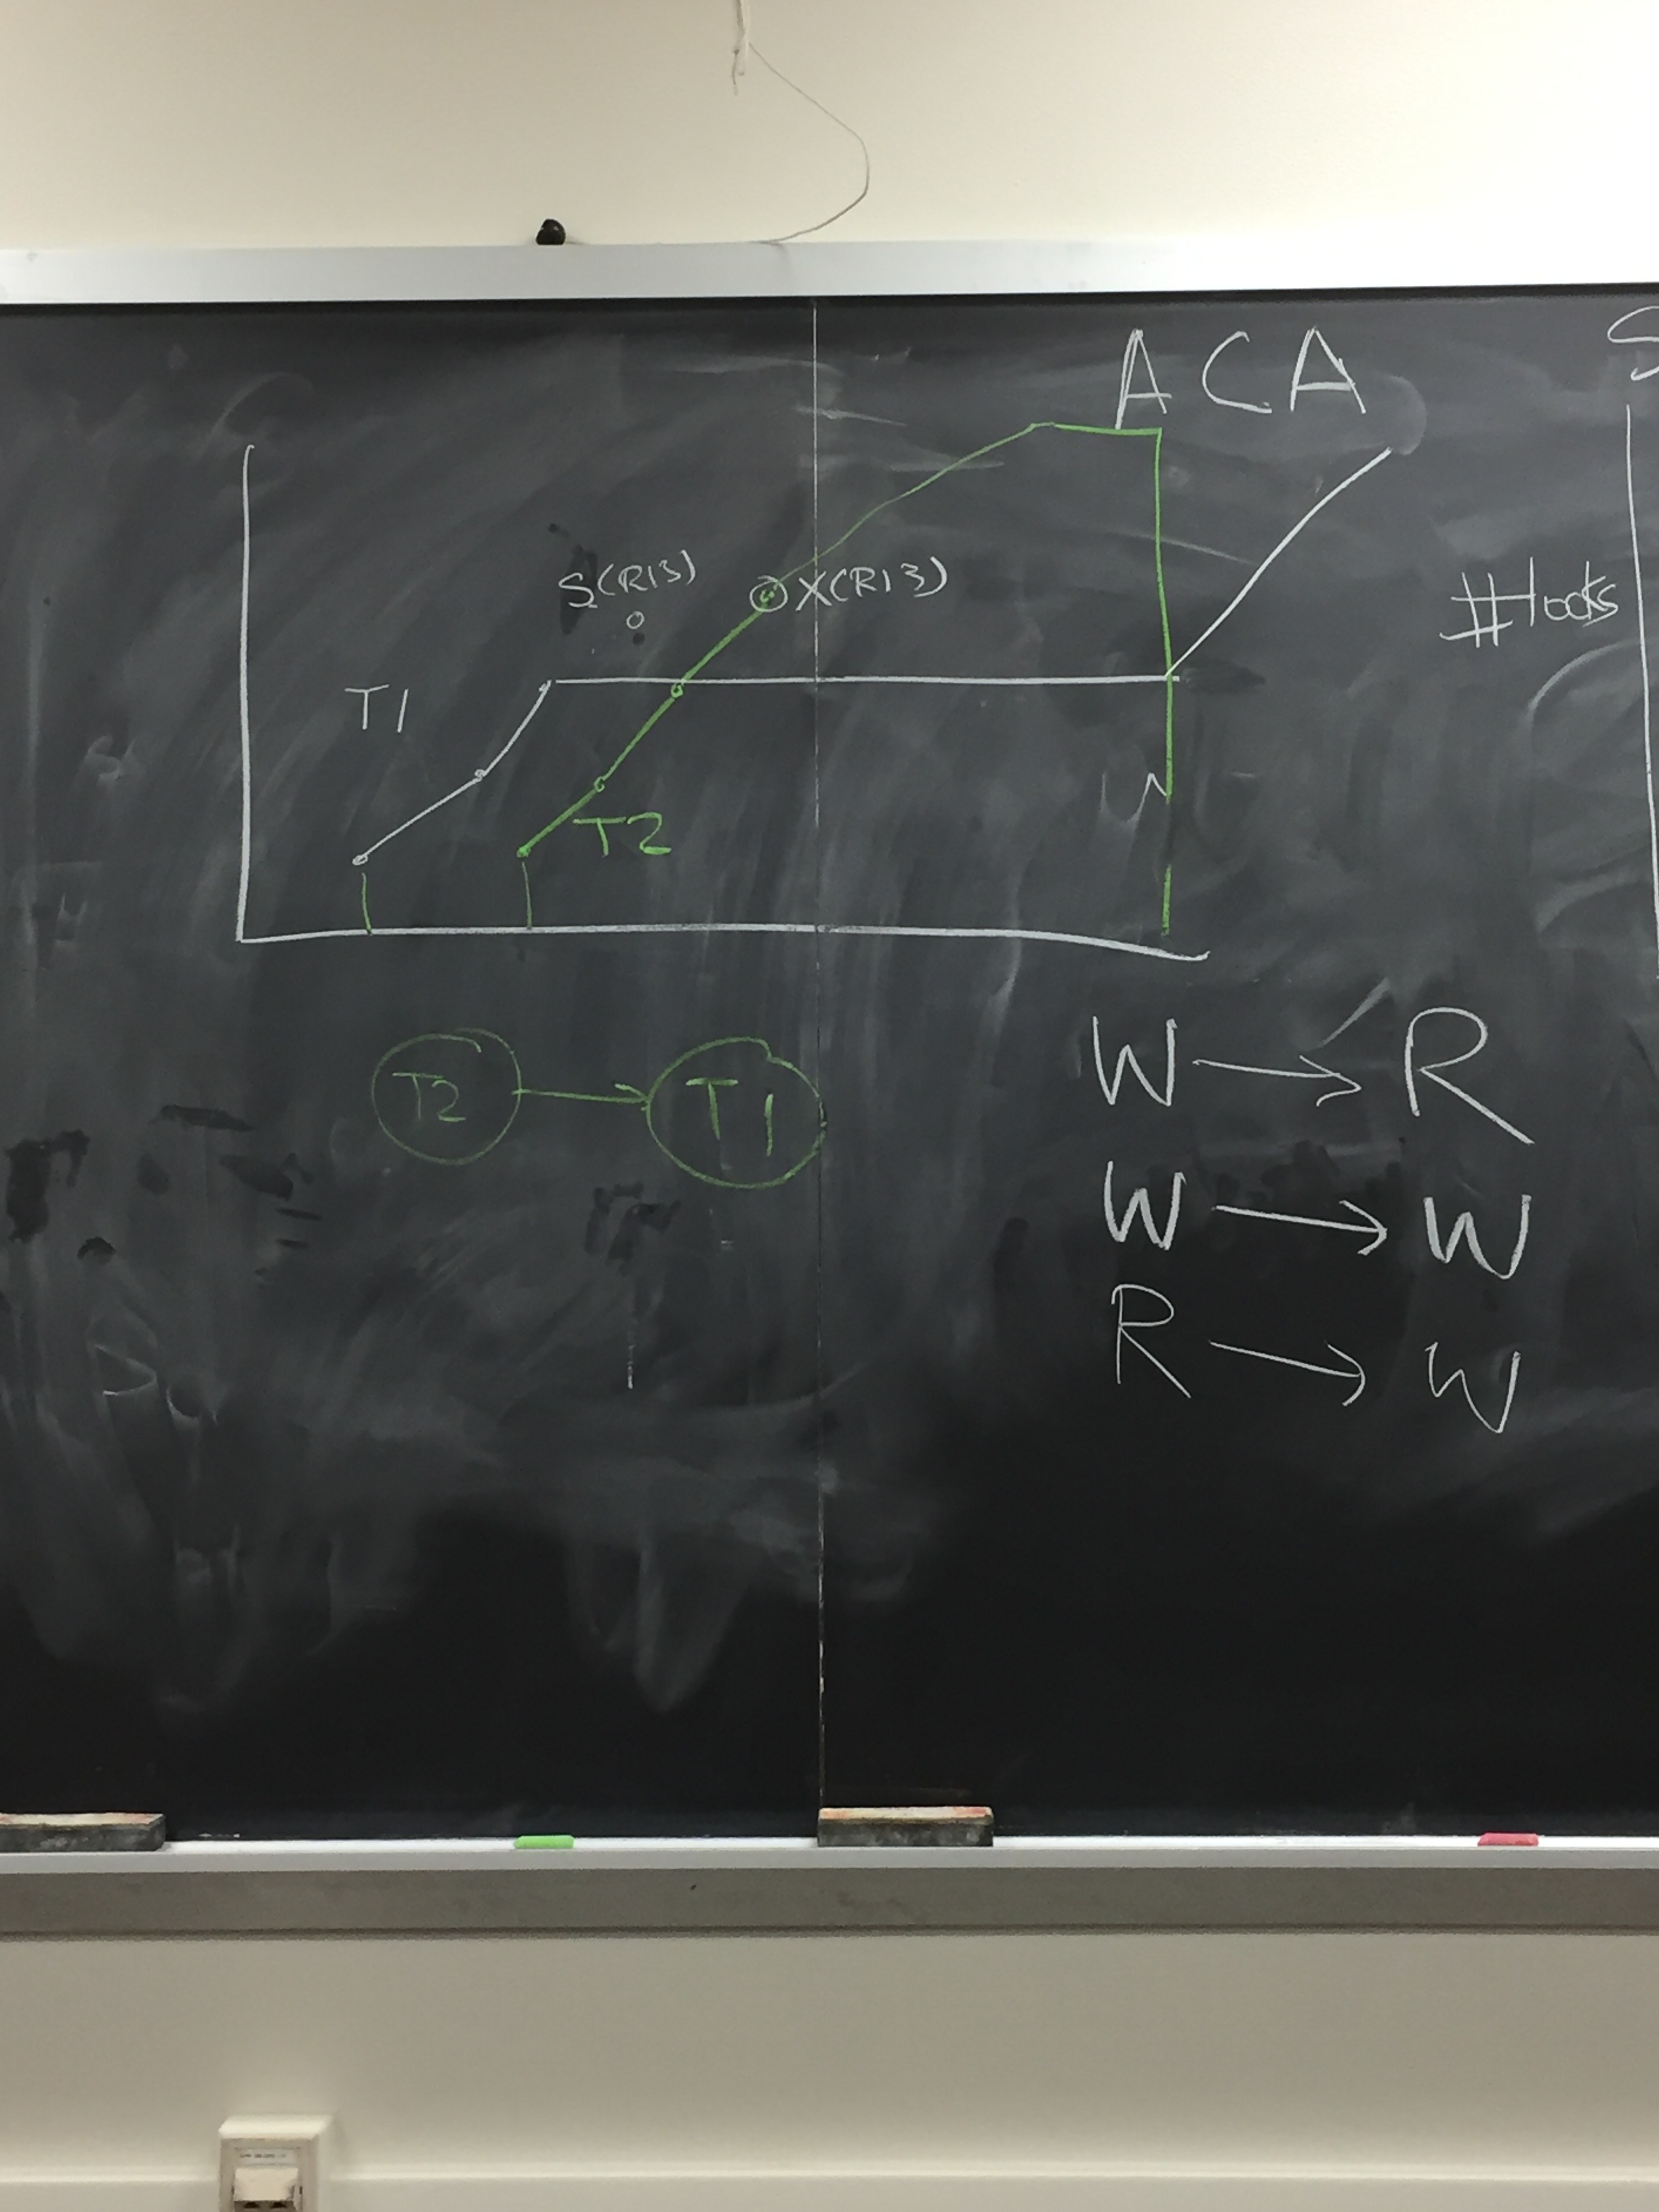 ACA
S(R13)
X(R13)
#locks
T1
T2
T2 → T1
W → R
W → W
R → W